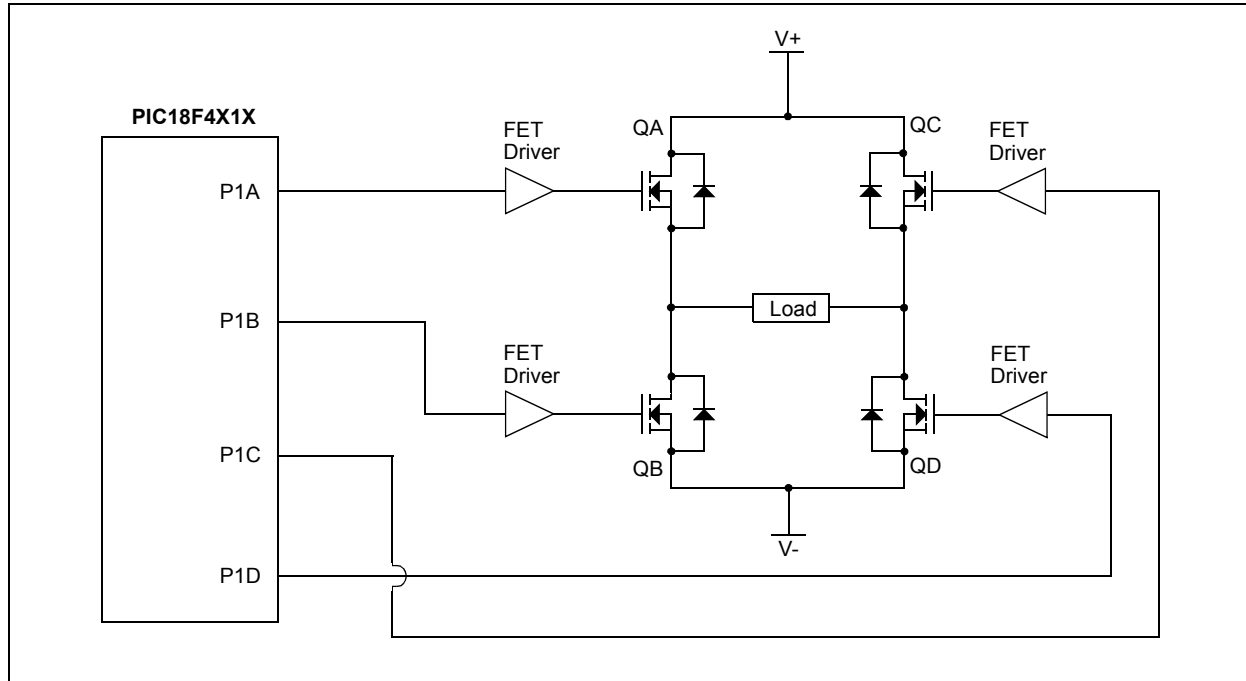 V+
PIC18F4X1X
FET
Driver
QA
QC
FET
Driver
P1A
P1B
Load
FET
Driver
FET
Driver
P1C
QB
QD
V-
P1D